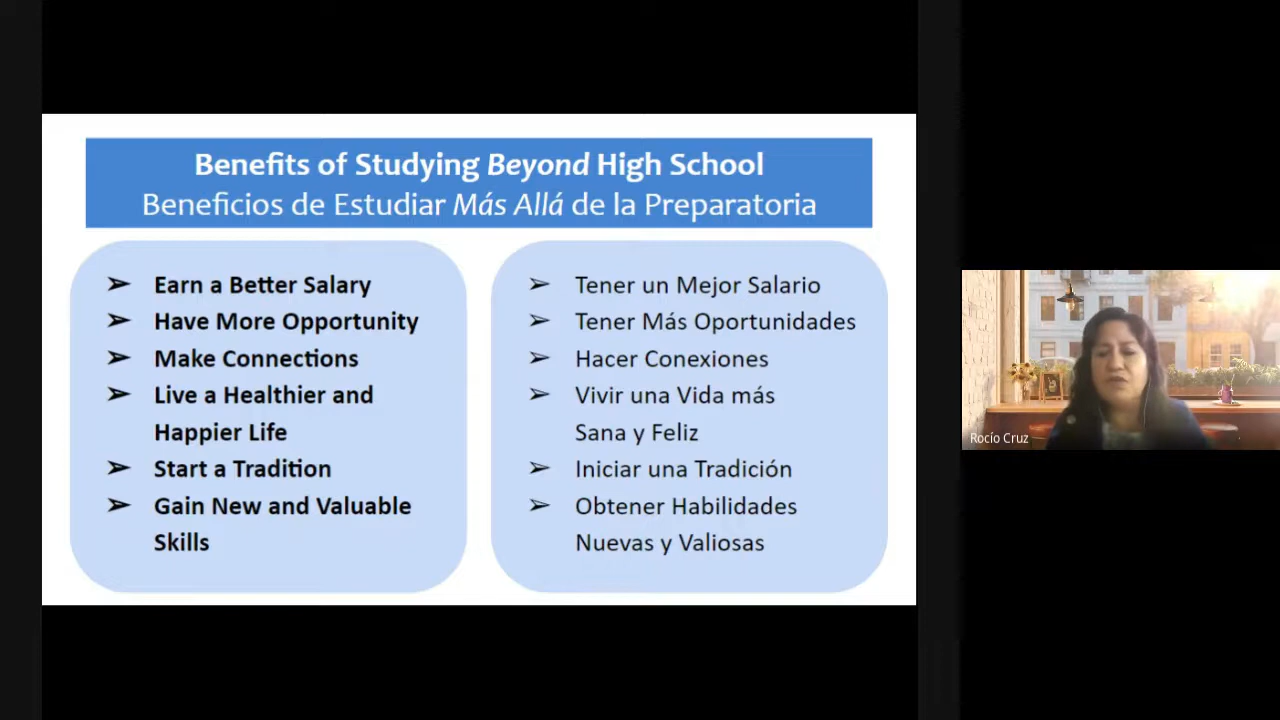 Benefits of Studying Beyond High School
Beneficios de Estudiar Más Allá de la Preparatoria
➢ Earn a Better Salary
➢ Have More Opportunity
➢ Make Connections
➢ Live a Healthier and
Happier Life
➢ Start a Tradition
➢ Gain New and Valuable
Skills
➢ Tener un Mejor Salario
➢ Tener Más Oportunidades
➢ Hacer Conexiones
➢ Vivir una Vida más
Sana y Feliz
➢ Iniciar una Tradición
➢ Obtener Habilidades
Nuevas y Valiosas
Rocío Cruz